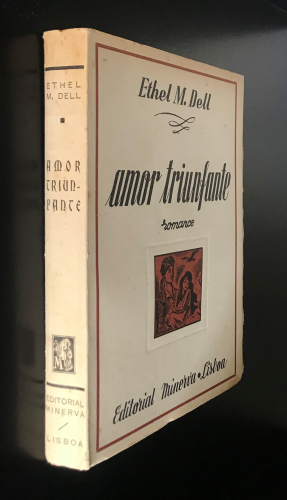 ETHEL
M. DELL
AMOR
TRIUN-
FANTE
EDITORIAL
MINERVA
LISBOA
Ethel M. Dell
amor triunfante
romance
Editorial Minerva • Lisboa